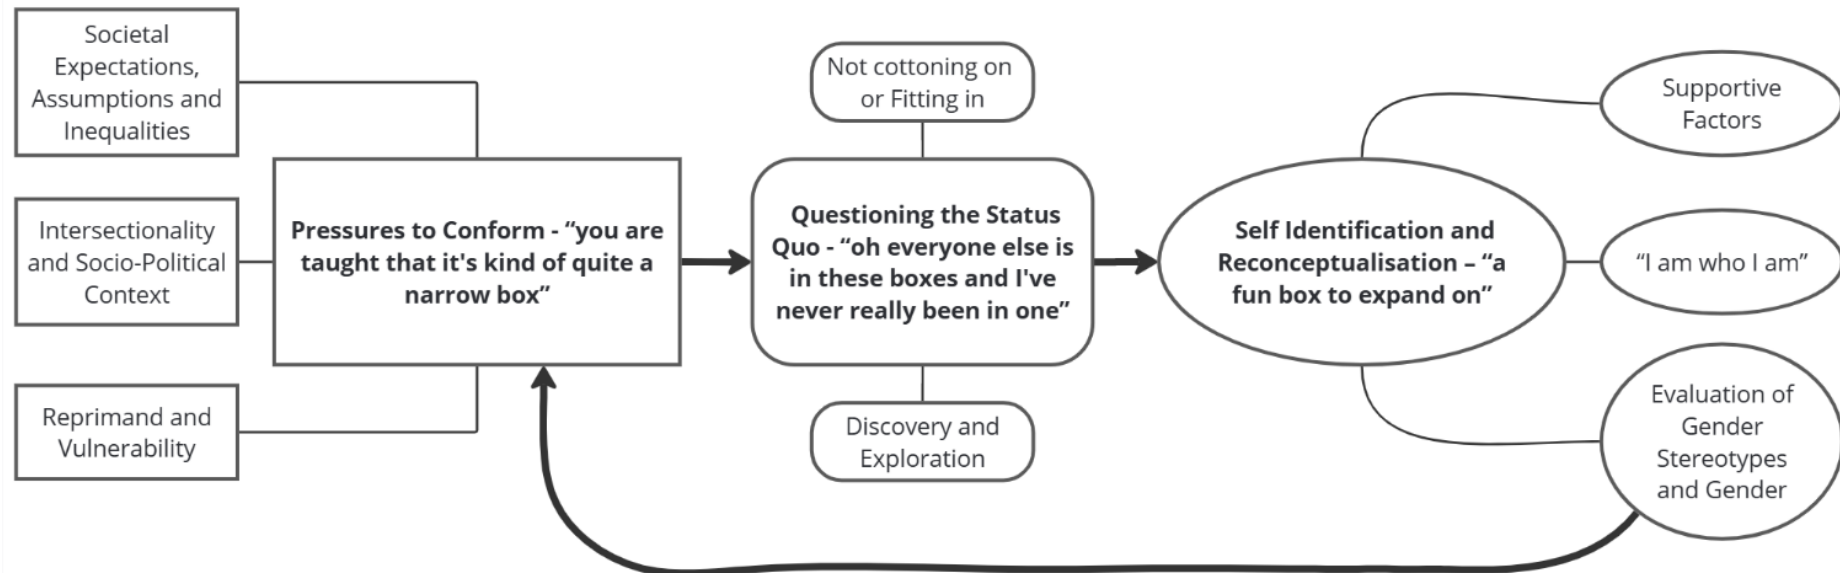 Societal
Expectations,
Assumptions and
Inequalities
Intersectionality
and Socio-Political
Context
Reprimand and
Vulnerability
Pressures to Conform - “you are
taught that it's kind of quite a
narrow box”
Not cottoning on
or Fitting in
Questioning the Status
Quo - “oh everyone else is
in these boxes and I've
never really been in one”
Discovery and
Exploration
Self Identification and
Reconceptualisation – “a
fun box to expand on”
Supportive
Factors
“I am who I am”
Evaluation of
Gender
Stereotypes
and Gender